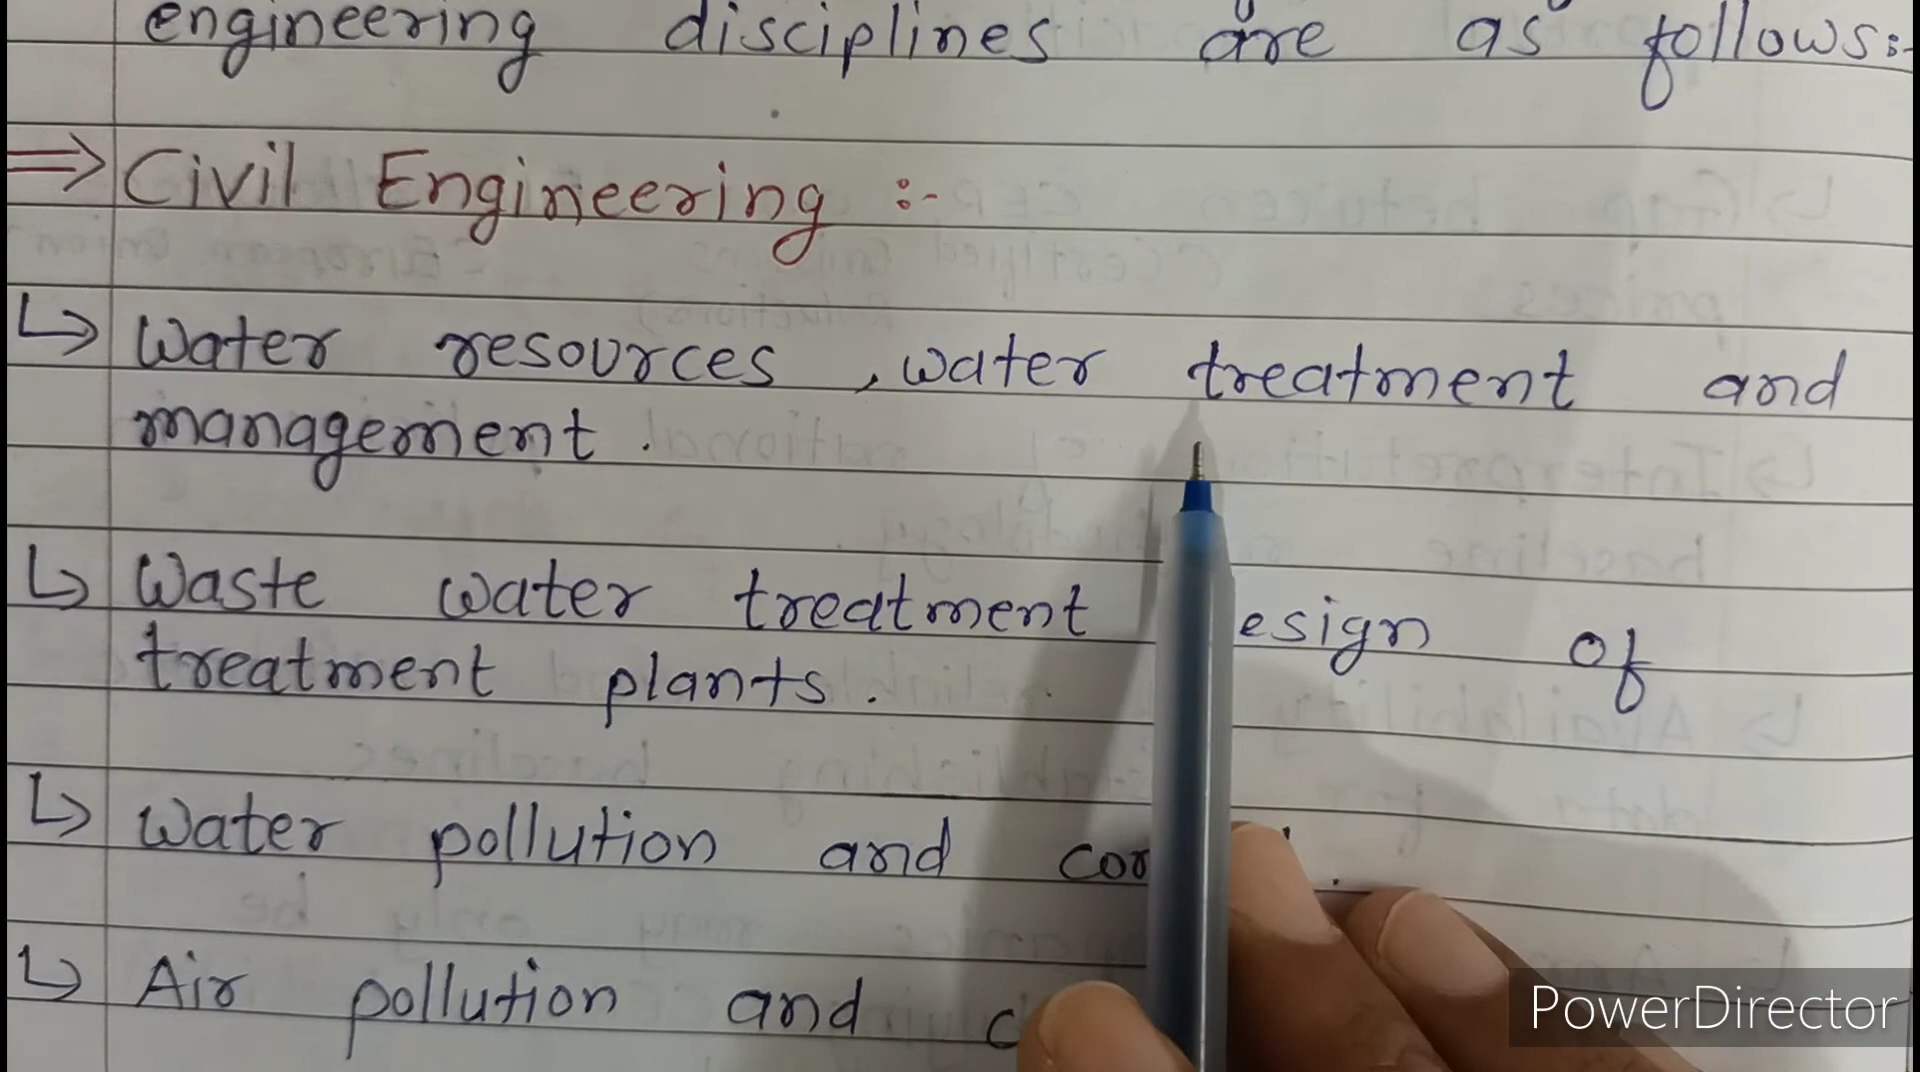 engineering disciplines are as follows:-
⇒ Civil Engineering :-
↳ Water resources, water treatment and
management.
↳ Waste water treatment esign of
treatment plants.
↳ Water pollution and
↳ Air pollution and
PowerDirector